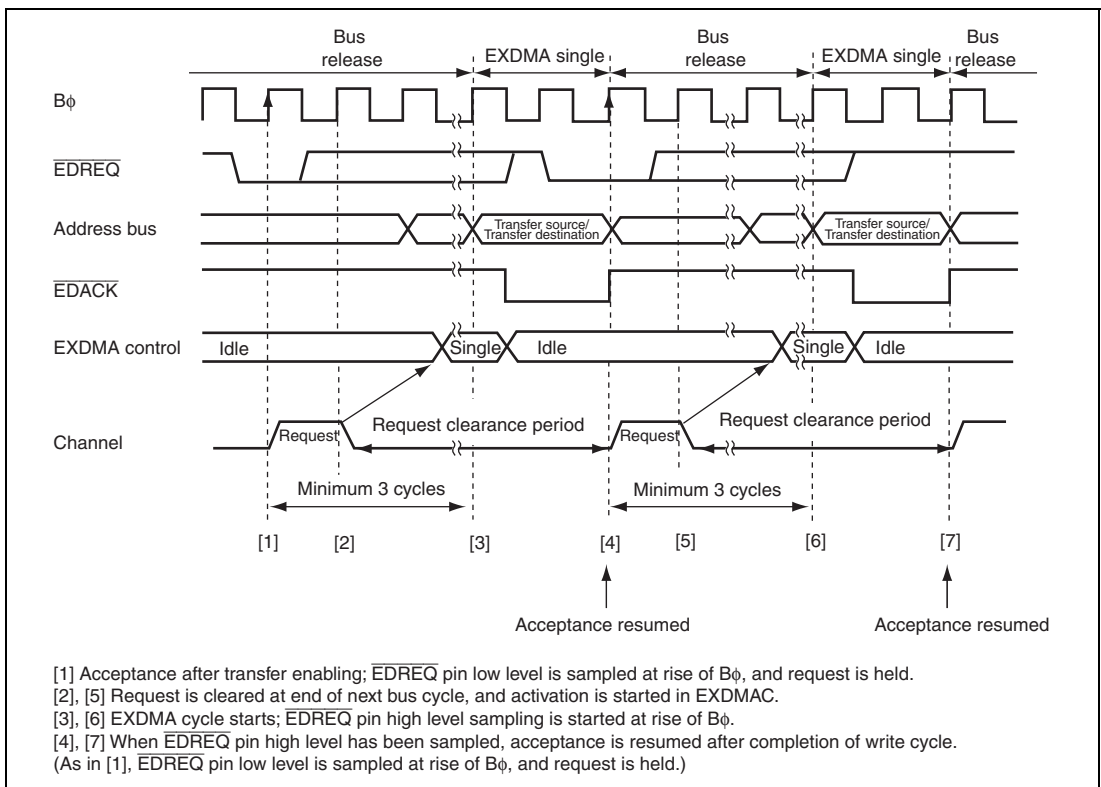 Bus
release
EXDMA single
Bus
release
EXDMA single
Bus
release
Bφ
EDREQ
Address bus
Transfer source/
Transfer destination
Transfer source/
Transfer destination
EDACK
EXDMA control
Idle
Single
Idle
Single
Idle
Channel
Request
Request clearance period
Request
Request clearance period
Minimum 3 cycles
Minimum 3 cycles
[1]
[2]
[3]
[4]
[5]
[6]
[7]
Acceptance resumed
Acceptance resumed
[1] Acceptance after transfer enabling; EDREQ pin low level is sampled at rise of Bφ, and request is held.
[2], [5] Request is cleared at end of next bus cycle, and activation is started in EXDMAC.
[3], [6] EXDMA cycle starts; EDREQ pin high level sampling is started at rise of Bφ.
[4], [7] When EDREQ pin high level has been sampled, acceptance is resumed after completion of write cycle.
(As in [1], EDREQ pin low level is sampled at rise of Bφ, and request is held.)